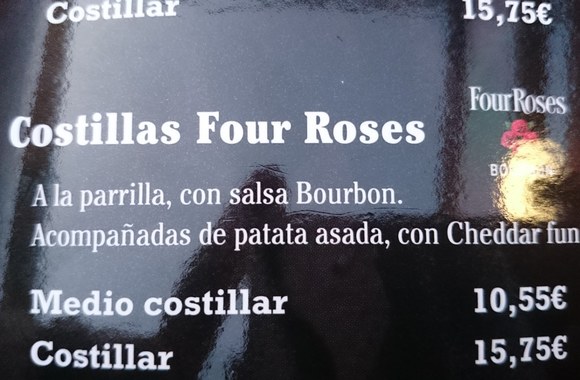 Costillar 15,75€
FourRoses
Costillas Four Roses
A la parrilla, con salsa Bourbon.
Acompañadas de patata asada, con Cheddar fun
Medio costillar 10,55€
Costillar 15,75€